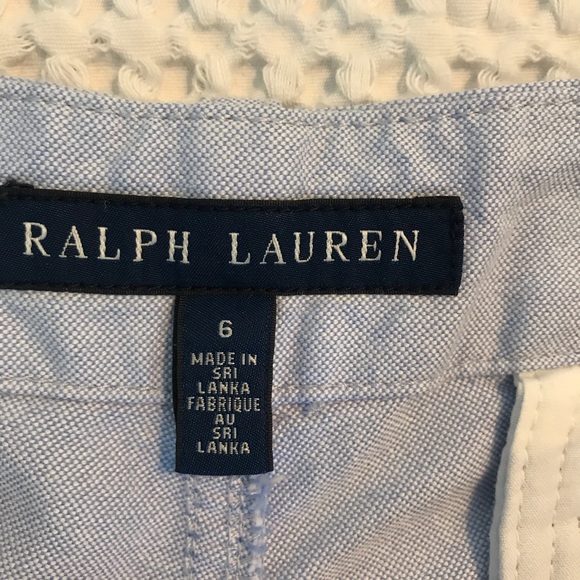 RALPH LAUREN
6
MADE IN
SRI
LANKA
FABRIQUE
AU
SRI
LANKA